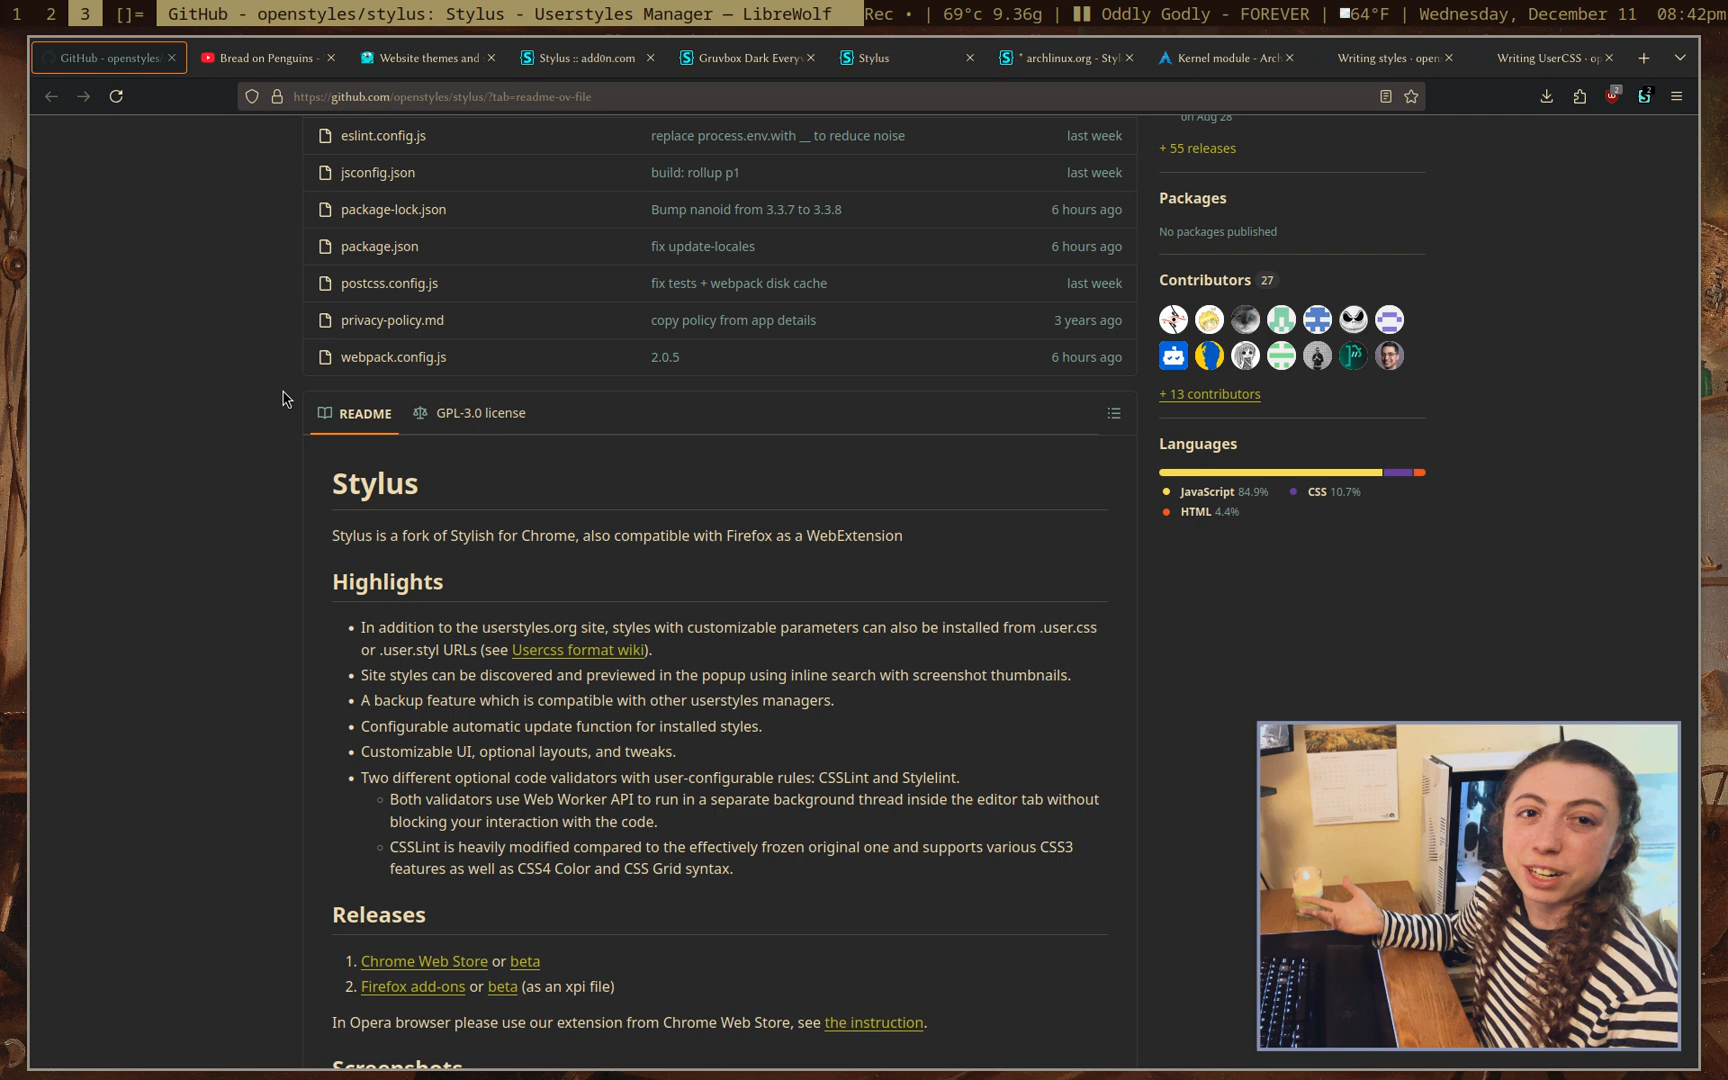 1 2 3 []= GitHub - openstyles/stylus: Stylus - Userstyles Manager — LibreWolf Rec • | 69°c 9.36g | Oddly Godly - FOREVER | 64°F | Wednesday, December 11 08:42pm
GitHub - openstyles/ Bread on Penguins - Website themes and Stylus :: add0n.com Gruvbox Dark Every Stylus * archlinux.org - Styl Kernel module - Arch Writing styles · open Writing UserCSS · op
https://github.com/openstyles/stylus/?tab=readme-ov-file 2 2
on Aug 28
eslint.config.js replace process.env.with __ to reduce noise last week
+ 55 releases
jsconfig.json build: rollup p1 last week
Packages
package-lock.json Bump nanoid from 3.3.7 to 3.3.8 6 hours ago
No packages published
package.json fix update-locales 6 hours ago
Contributors 27
postcss.config.js fix tests + webpack disk cache last week
privacy-policy.md copy policy from app details 3 years ago
webpack.config.js 2.0.5 6 hours ago
+ 13 contributors
README GPL-3.0 license
Languages
JavaScript 84.9% CSS 10.7%
HTML 4.4%
Stylus
Stylus is a fork of Stylish for Chrome, also compatible with Firefox as a WebExtension
Highlights
• In addition to the userstyles.org site, styles with customizable parameters can also be installed from .user.css
or .user.styl URLs (see Usercss format wiki).
• Site styles can be discovered and previewed in the popup using inline search with screenshot thumbnails.
• A backup feature which is compatible with other userstyles managers.
• Configurable automatic update function for installed styles.
• Customizable UI, optional layouts, and tweaks.
• Two different optional code validators with user-configurable rules: CSSLint and Stylelint.
○ Both validators use Web Worker API to run in a separate background thread inside the editor tab without
blocking your interaction with the code.
○ CSSLint is heavily modified compared to the effectively frozen original one and supports various CSS3
features as well as CSS4 Color and CSS Grid syntax.
Releases
1. Chrome Web Store or beta
2. Firefox add-ons or beta (as an xpi file)
In Opera browser please use our extension from Chrome Web Store, see the instruction.
Screenshots